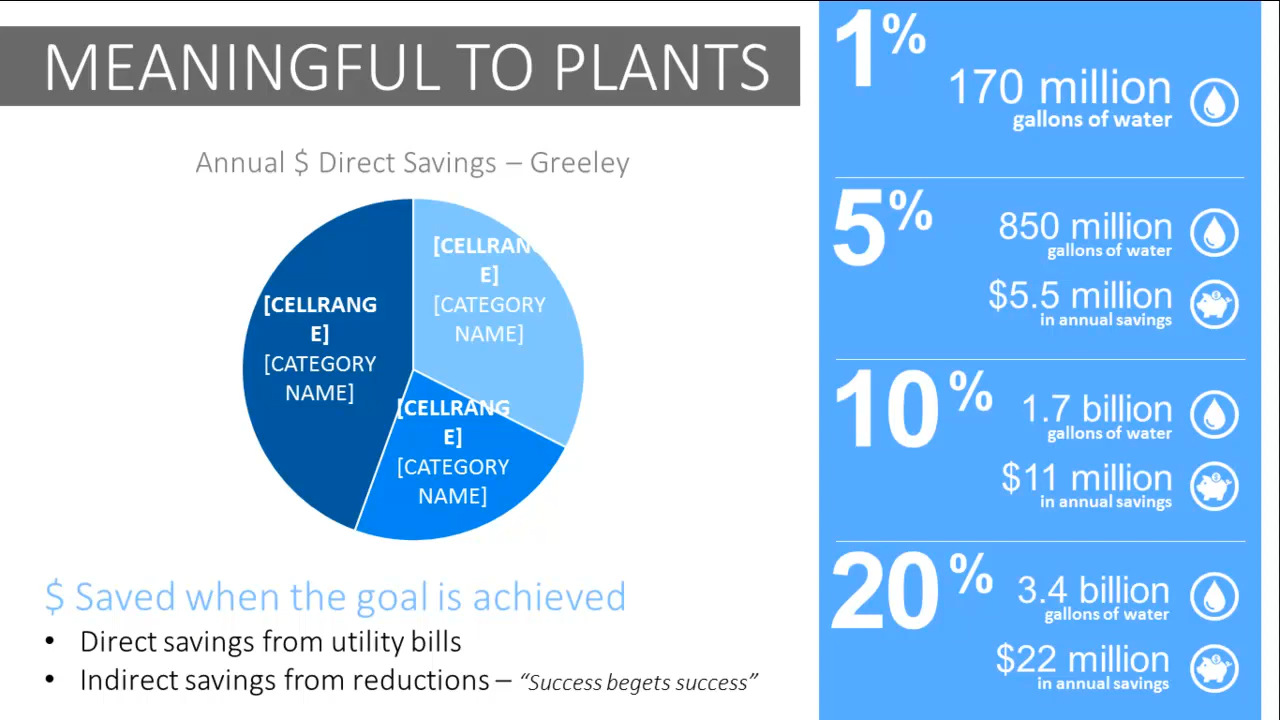 MEANINGFUL TO PLANTS
Annual $ Direct Savings – Greeley
[CELLRANG
E]
[CATEGORY
NAME]
[CELLRAN
E]
[CATEGORY
NAME]
[CELLRANG
E]
[CATEGORY
NAME]
$ Saved when the goal is achieved
• Direct savings from utility bills
• Indirect savings from reductions – “Success begets success”
1%
170 million
gallons of water
5%
850 million
gallons of water
$5.5 million
in annual savings
10%
1.7 billion
gallons of water
$11 million
in annual savings
20%
3.4 billion
gallons of water
$22 million
in annual savings